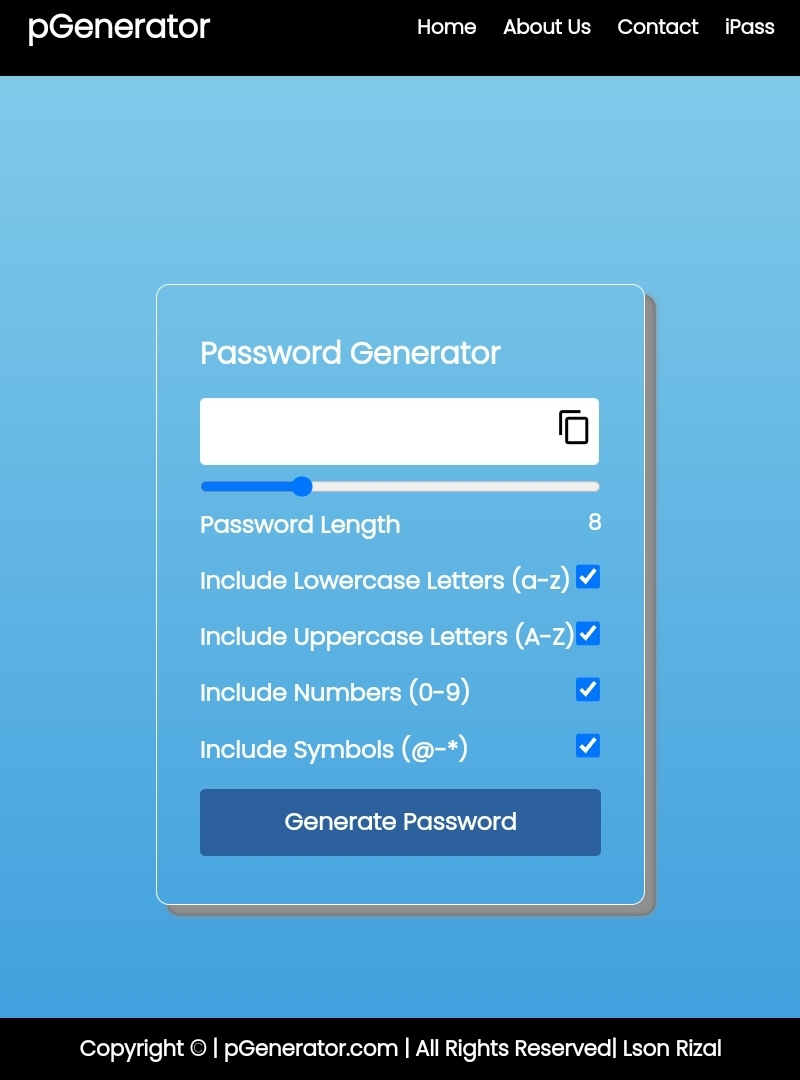 pGenerator
Home About Us Contact iPass
Password Generator
Password Length 8
Include Lowercase Letters (a-z)
Include Uppercase Letters (A-Z)
Include Numbers (0-9)
Include Symbols (@-*)
Generate Password
Copyright © | pGenerator.com | All Rights Reserved| Lson Rizal